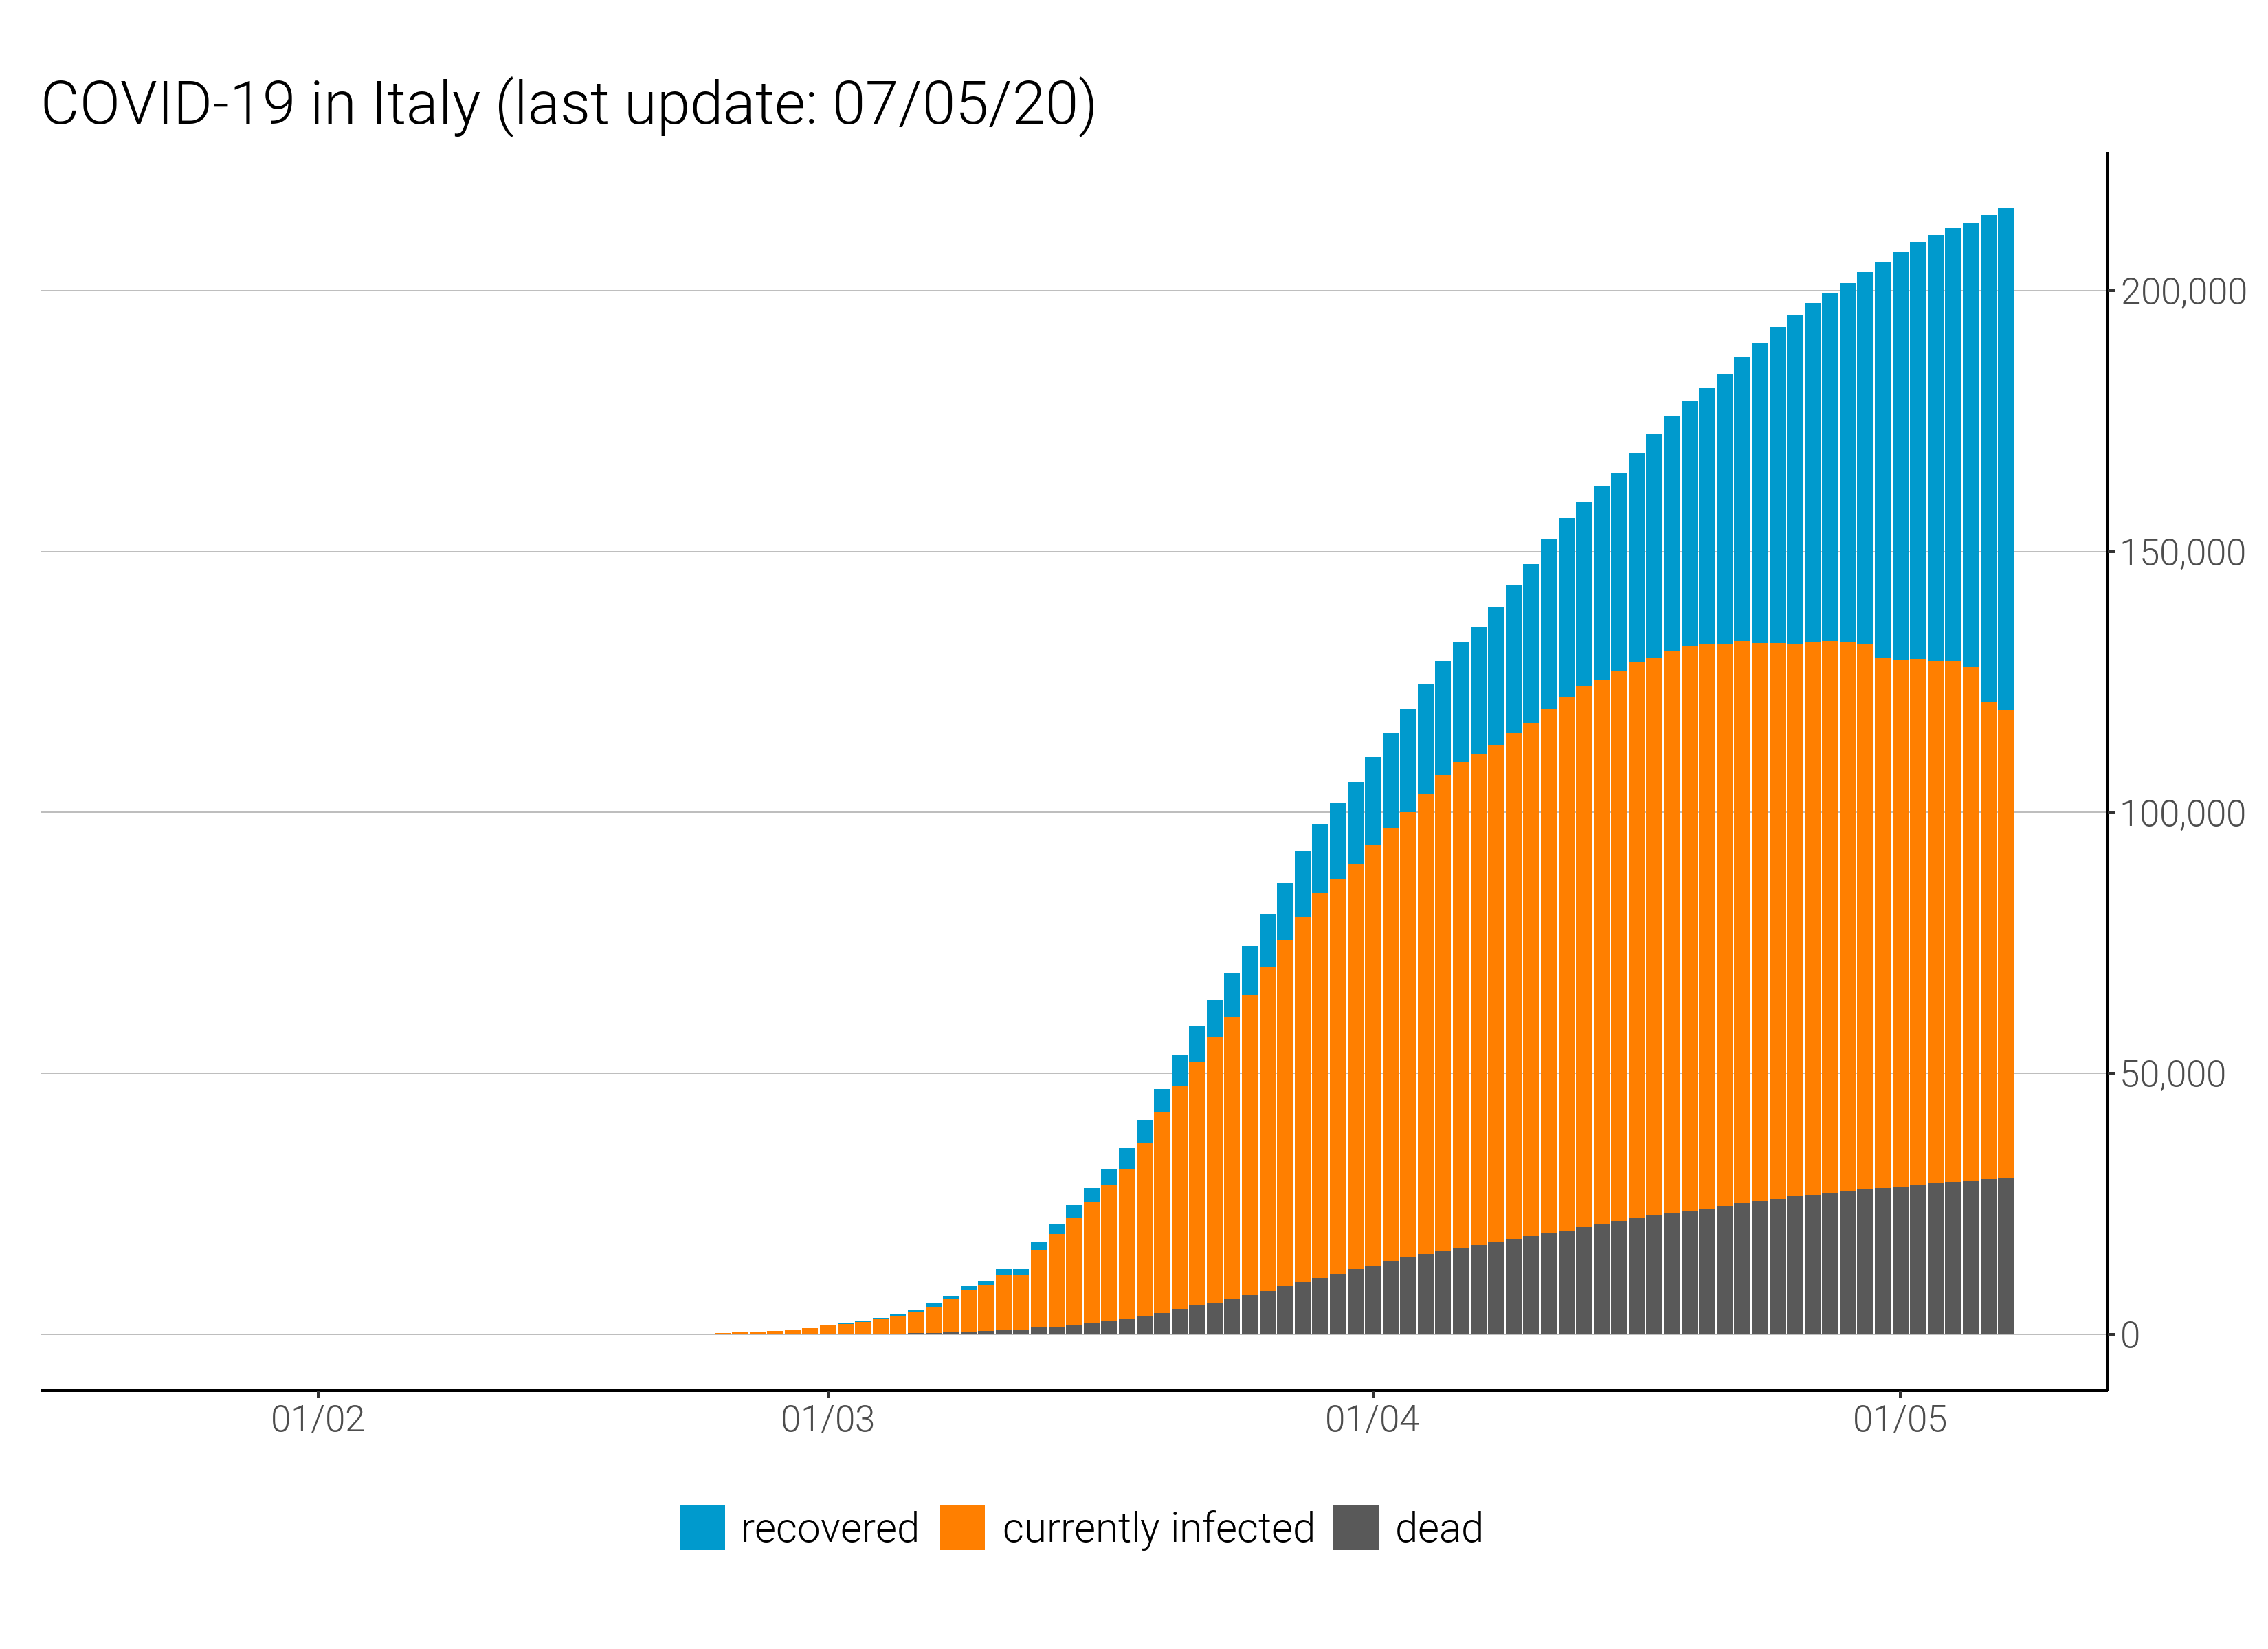 COVID-19 in Italy (last update: 07/05/20)
200,000
150,000
100,000
50,000
0
01/02 01/03 01/04 01/05
recovered currently infected dead